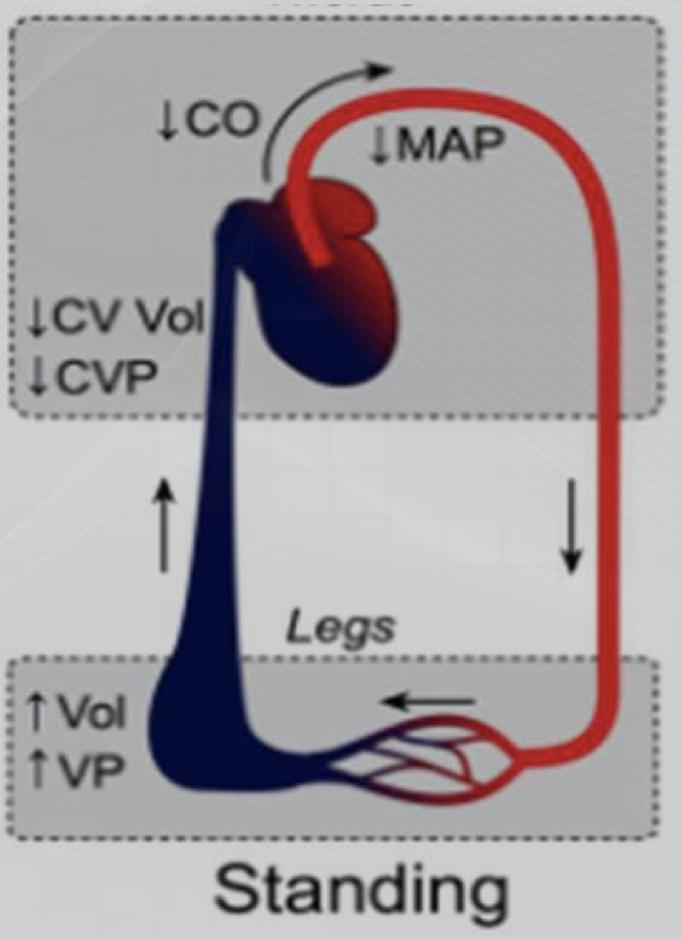 ↓CO
↓MAP
↓CV Vol
↓CVP
Legs
↑ Vol
↑ VP
Standing